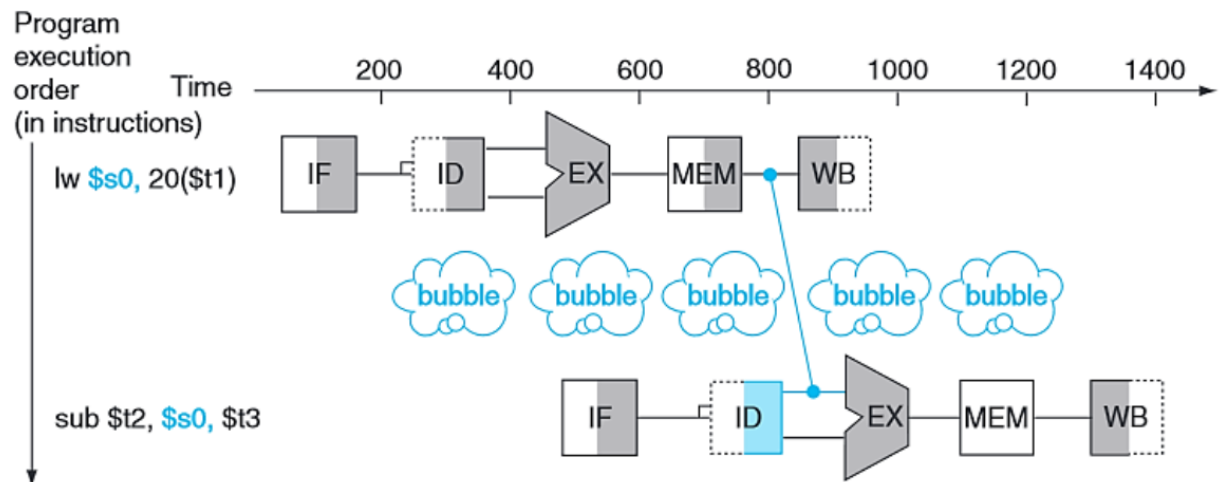 Program
execution
order
(in instructions)
Time
200 400 600 800 1000 1200 1400
lw $s0, 20($t1)
IF ID EX MEM WB
bubble bubble bubble bubble bubble
sub $t2, $s0, $t3
IF ID EX MEM WB